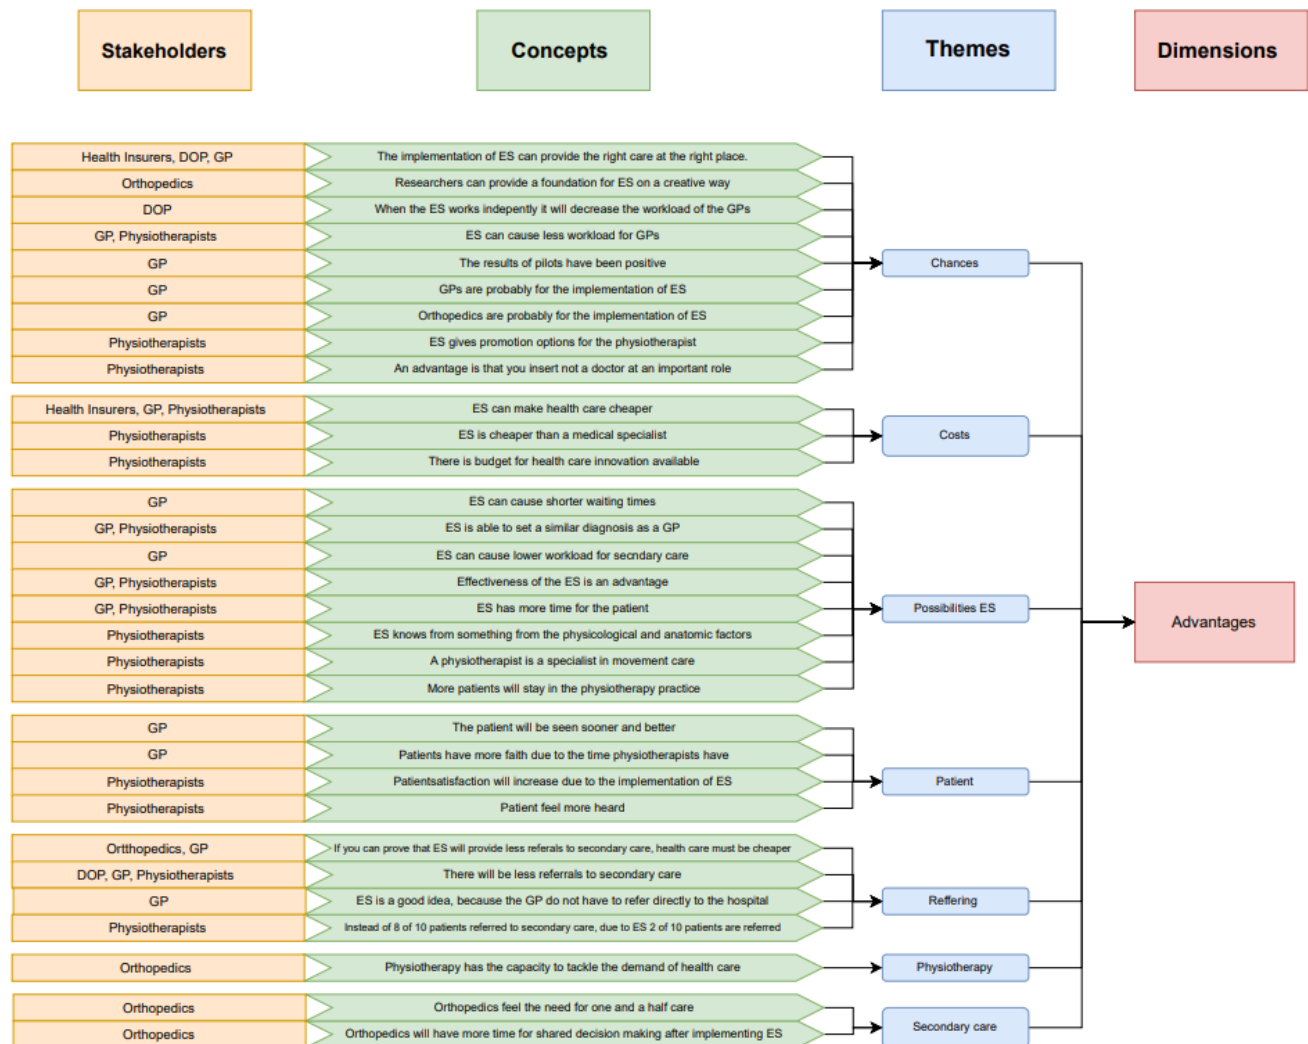 Stakeholders
Concepts
Themes
Dimensions
Health Insurers, DOP, GP
The implementation of ES can provide the right care at the right place.
Orthopedics
Researchers can provide a foundation for ES on a creative way
DOP
When the ES works indepently it will decrease the workload of the GPs
GP, Physiotherapists
ES can cause less workload for GPs
GP
The results of pilots have been positive
Chances
GP
GPs are probably for the implementation of ES
GP
Orthopedics are probably for the implementation of ES
Physiotherapists
ES gives promotion options for the physiotherapist
Physiotherapists
An advantage is that you insert not a doctor at an important role
Health Insurers, GP, Physiotherapists
ES can make health care cheaper
Physiotherapists
ES is cheaper than a medical specialist
Costs
Physiotherapists
There is budget for health care innovation available
GP
ES can cause shorter waiting times
GP, Physiotherapists
ES is able to set a similar diagnosis as a GP
GP
ES can cause lower workload for secndary care
GP, Physiotherapists
Effectiveness of the ES is an advantage
GP, Physiotherapists
ES has more time for the patient
Possibilities ES
Advantages
Physiotherapists
ES knows from something from the physicological and anatomic factors
Physiotherapists
A physiotherapist is a specialist in movement care
Physiotherapists
More patients will stay in the physiotherapy practice
GP
The patient will be seen sooner and better
GP
Patients have more faith due to the time physiotherapists have
Physiotherapists
Patientsatisfaction will increase due to the implementation of ES
Patient
Physiotherapists
Patient feel more heard
Ortthopedics, GP
If you can prove that ES will provide less referals to secondary care, health care must be cheaper
DOP, GP, Physiotherapists
There will be less referrals to secondary care
GP
ES is a good idea, because the GP do not have to refer directly to the hospital
Reffering
Physiotherapists
Instead of 8 of 10 patients referred to secondary care, due to ES 2 of 10 patients are referred
Orthopedics
Physiotherapy has the capacity to tackle the demand of health care
Physiotherapy
Orthopedics
Orthopedics feel the need for one and a half care
Secondary care
Orthopedics
Orthopedics will have more time for shared decision making after implementing ES